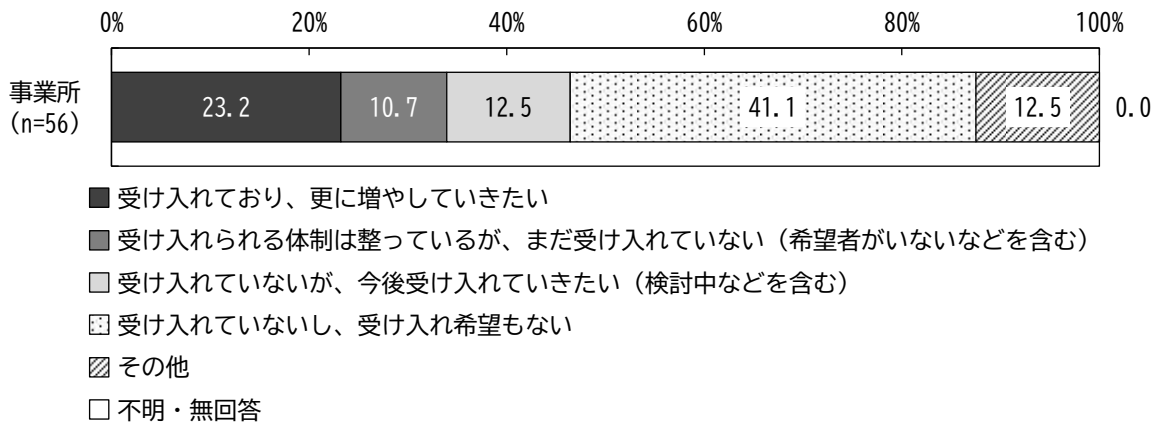 0% 20% 40% 60% 80% 100%
事業所
(n=56)
23.2 10.7 12.5 41.1 12.5 0.0
受け入れており、更に増やしていきたい
受け入れられる体制は整っているが、まだ受け入れていない（希望者がいないなどを含む）
受け入れていないが、今後受け入れていきたい（検討中などを含む）
受け入れていないし、受け入れ希望もない
その他
不明・無回答